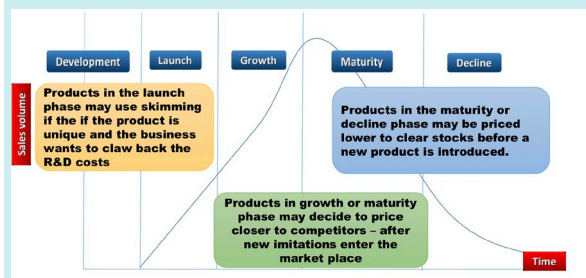 Development
Launch
Growth
Maturity
Decline
Sales volume
Products in the launch
phase may use skimming
if the if the product is
unique and the business
wants to claw back the
R&D costs
Products in the maturity or
decline phase may be priced
lower to clear stocks before a
new product is introduced.
Products in growth or maturity
phase may decide to price
closer to competitors – after
new imitations enter the
market place
Time